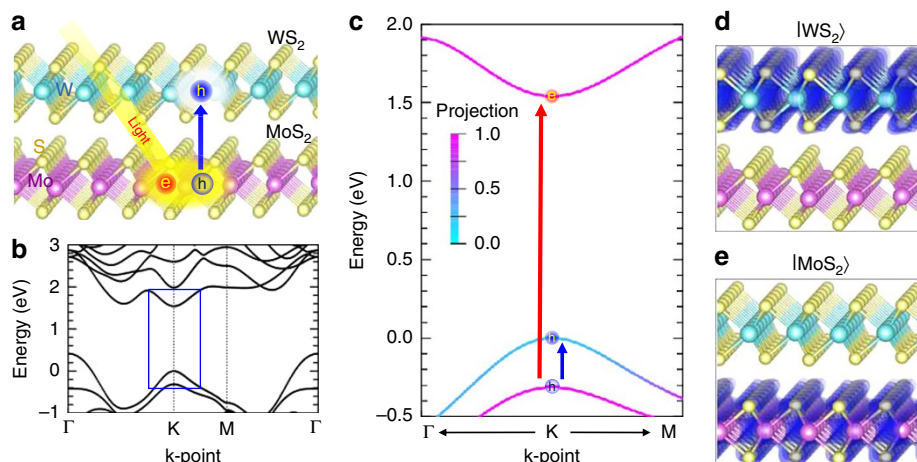 a
WS2
W
h
Light
MoS2
S
Mo
e
h
b
Energy (eV)
3
2
1
0
−1
Γ
K
M
Γ
k-point
c
Energy (eV)
2.0
1.5
1.0
0.5
0.0
−0.5
Projection
1.0
0.5
0.0
e
h
h
Γ
K
M
k-point
d
|WS2⟩
e
|MoS2⟩